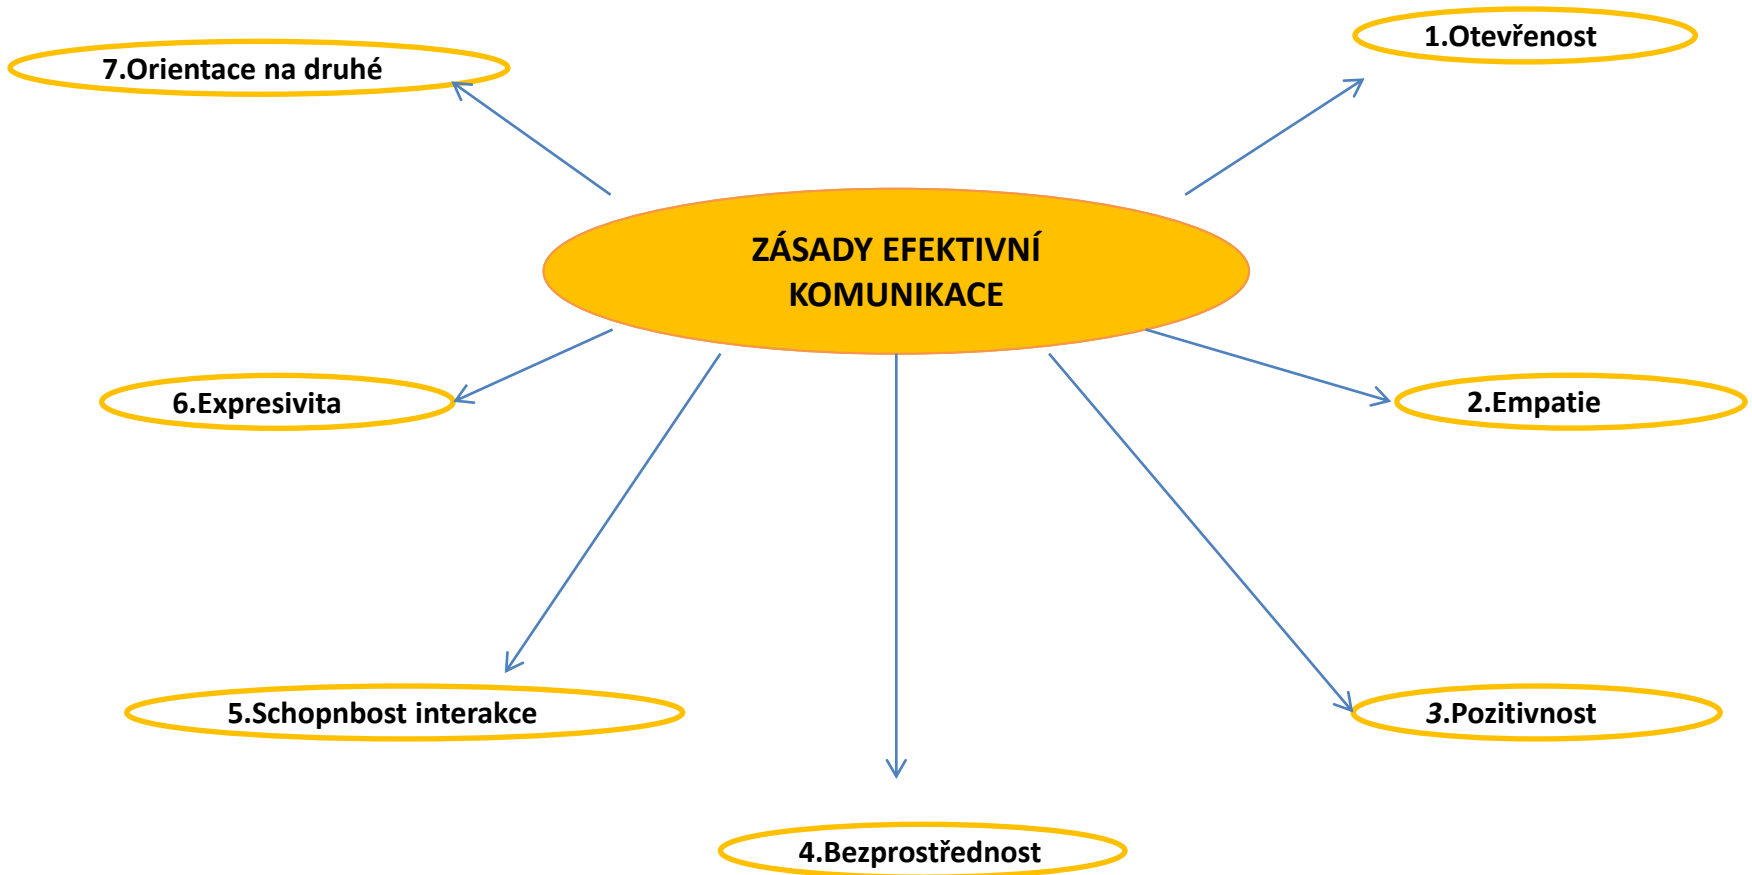 ZÁSADY EFEKTIVNÍ
KOMUNIKACE
1.Otevřenost
2.Empatie
3.Pozitivnost
4.Bezprostřednost
5.Schopnbost interakce
6.Expresivita
7.Orientace na druhé